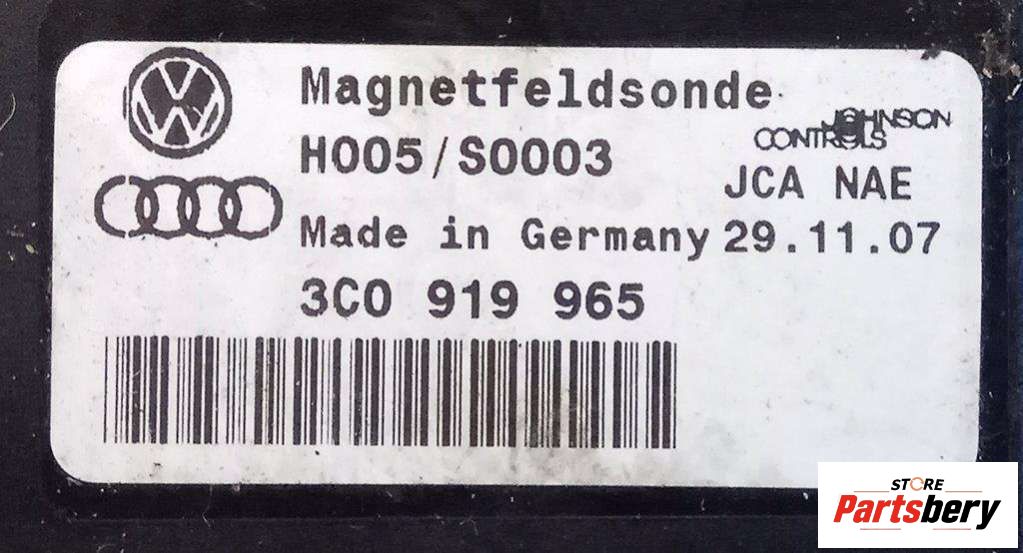 Magnetfeldsonde
JOHNSON
CONTROLS
H005/S0003
JCA NAE
Made in Germany 29.11.07
3C0 919 965
STORE
Partsbery